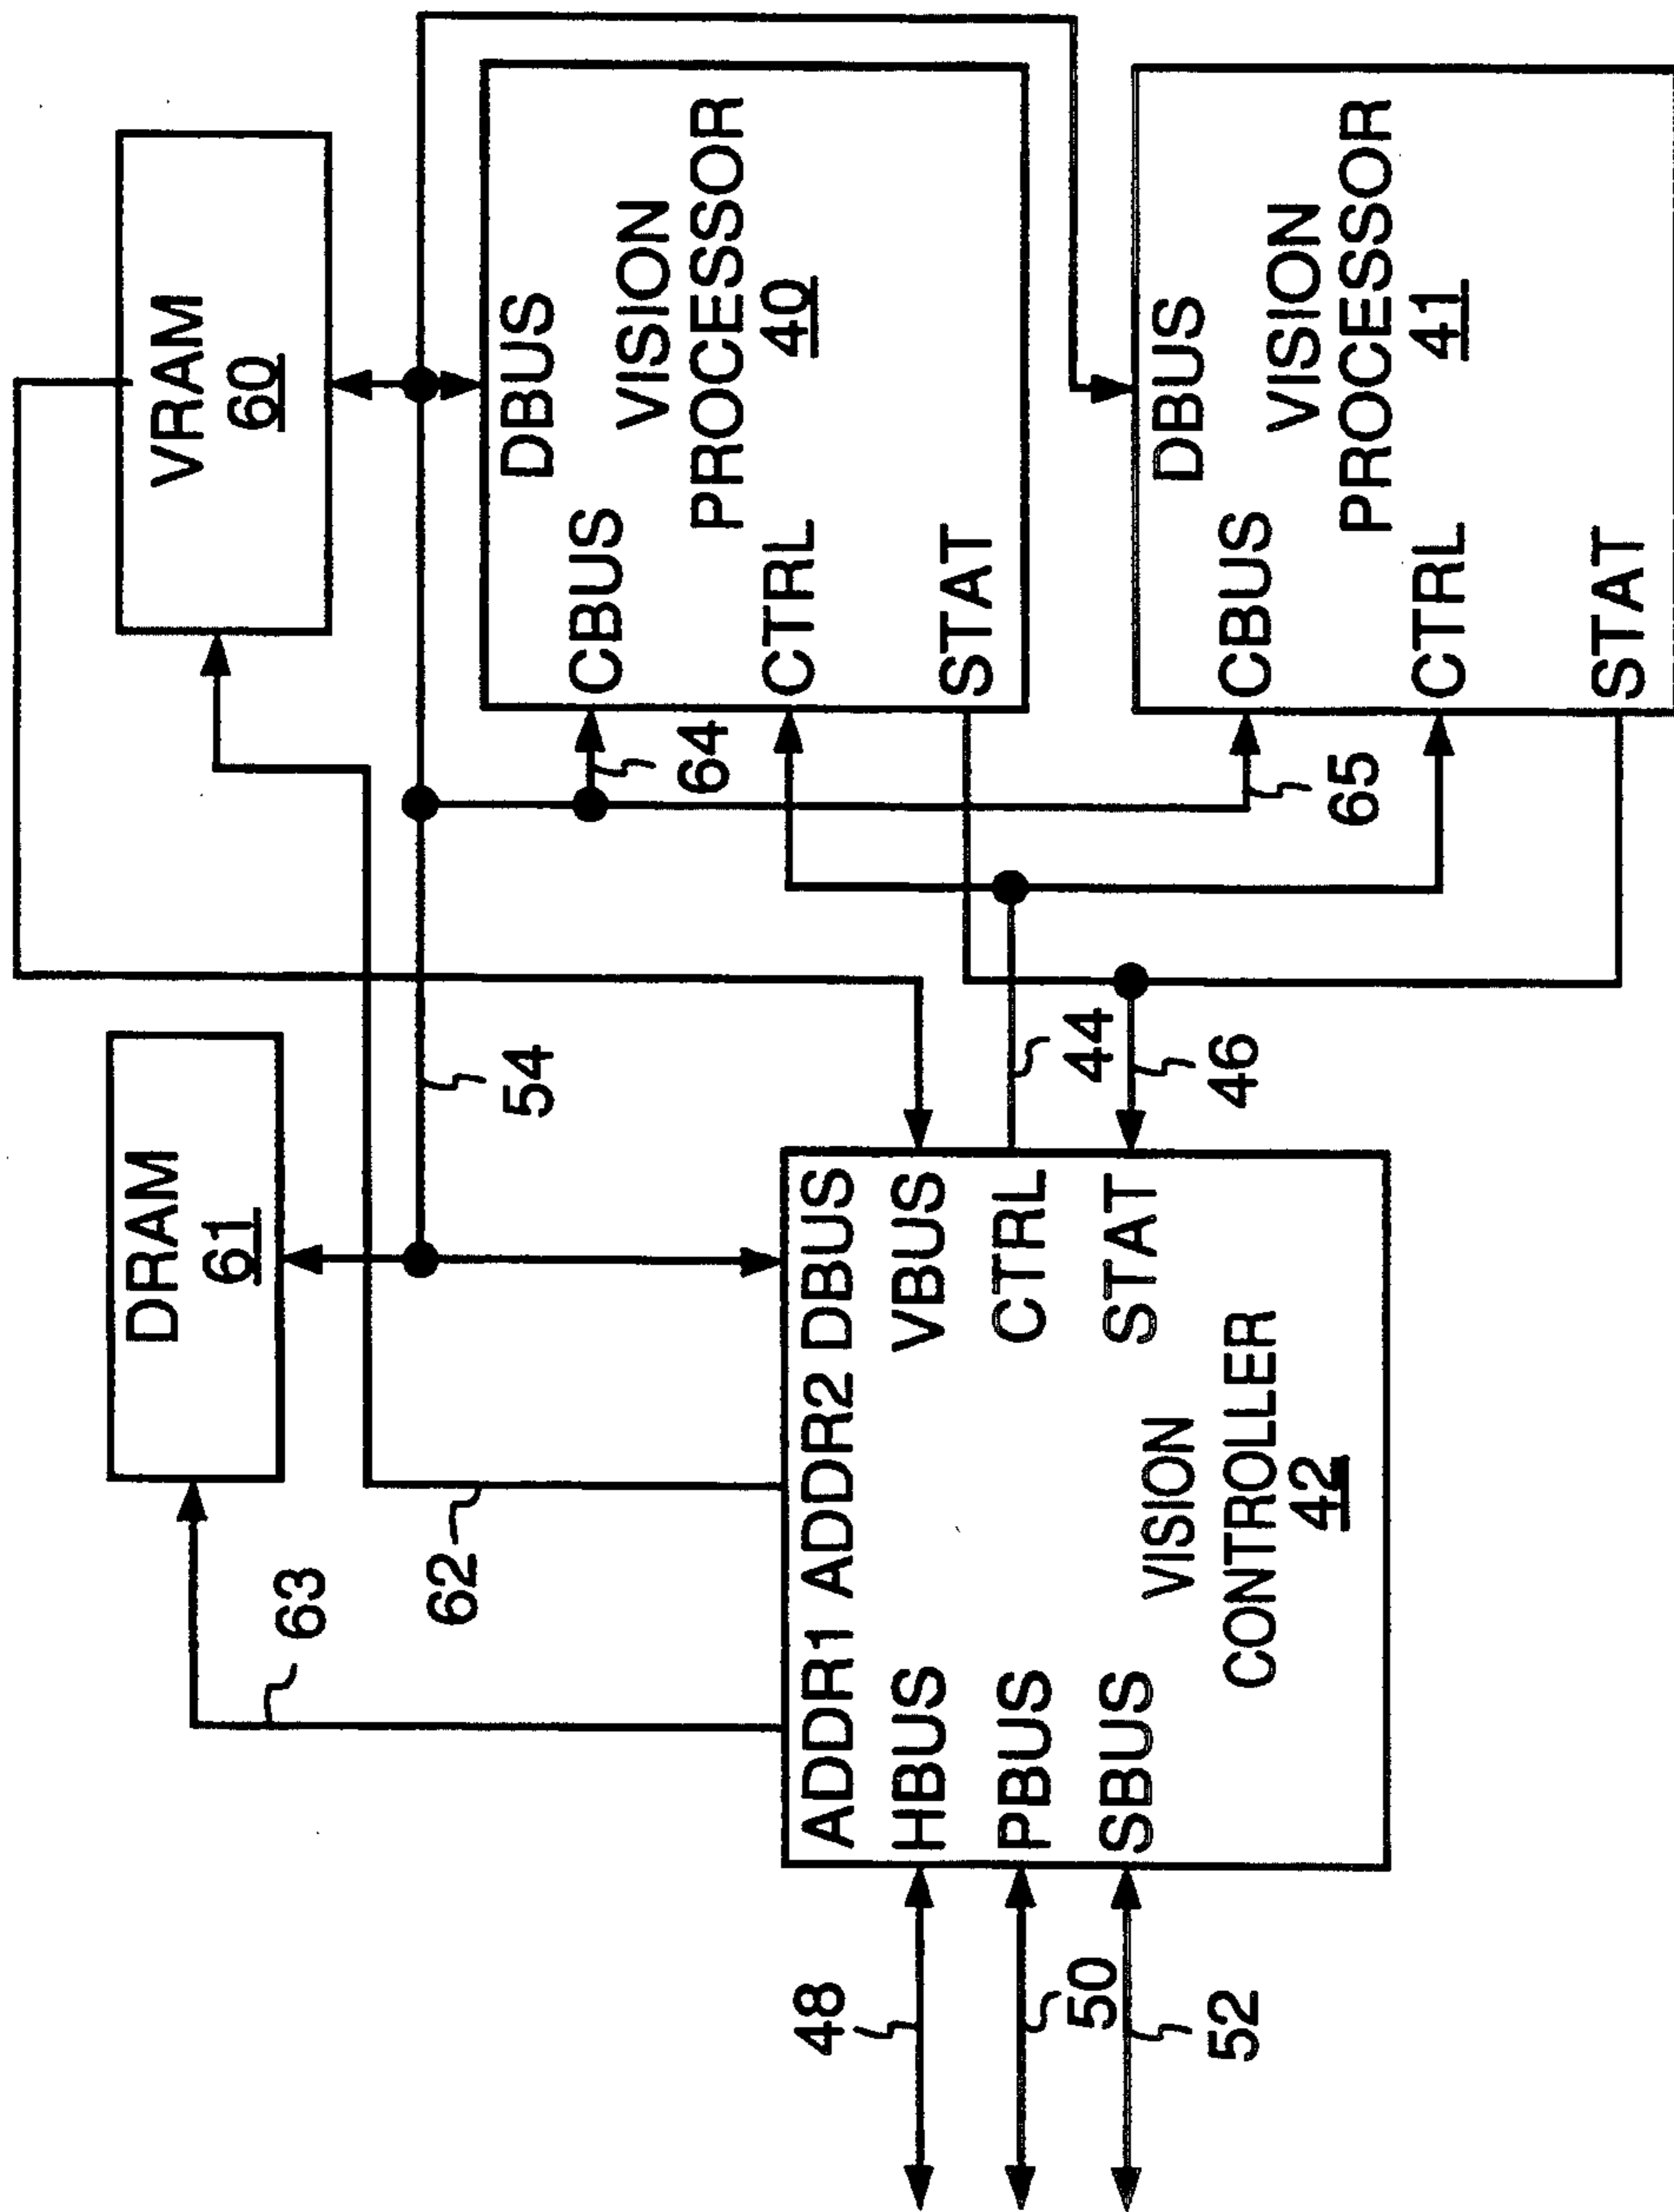 DRAM
61
VRAM
60
63
62
54
ADDR1 ADDR2 DBUS
HBUS
VBUS
PBUS
CTRL
SBUS
STAT
VISION
CONTROLLER
42
48
50
52
44
46
DBUS
CBUS
VISION
PROCESSOR
40
CTRL
STAT
64
DBUS
CBUS
VISION
PROCESSOR
41
CTRL
STAT
65